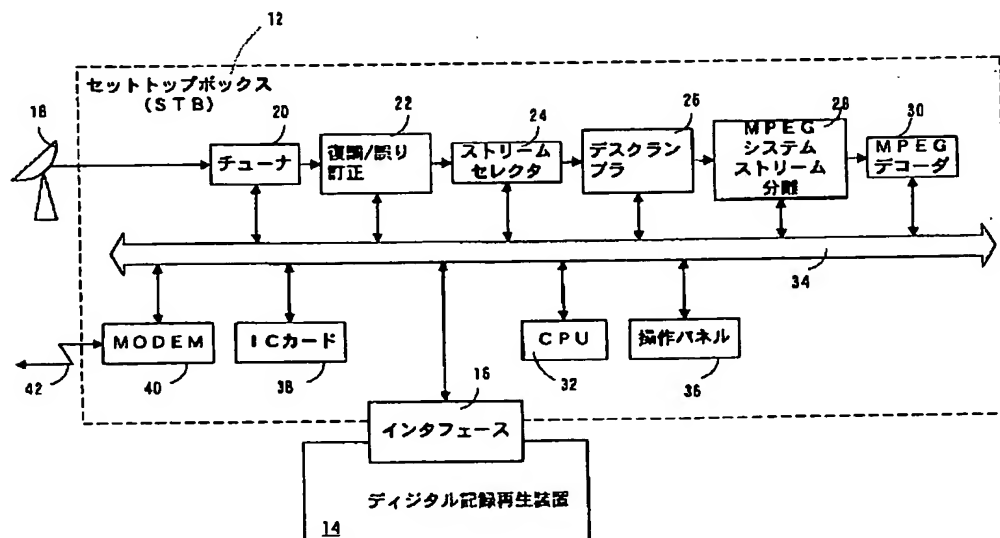 12
セットトップボックス
(STB)
18
20
22
24
26
28
30
チューナ
復調/誤り
訂正
ストリーム
セレクタ
デスクラン
ブラ
MPEG
システム
ストリーム
分離
MPEG
デコーダ
34
MODEM
ICカード
CPU
操作パネル
42
40
38
32
36
16
インタフェース
ディジタル記録再生装置
14